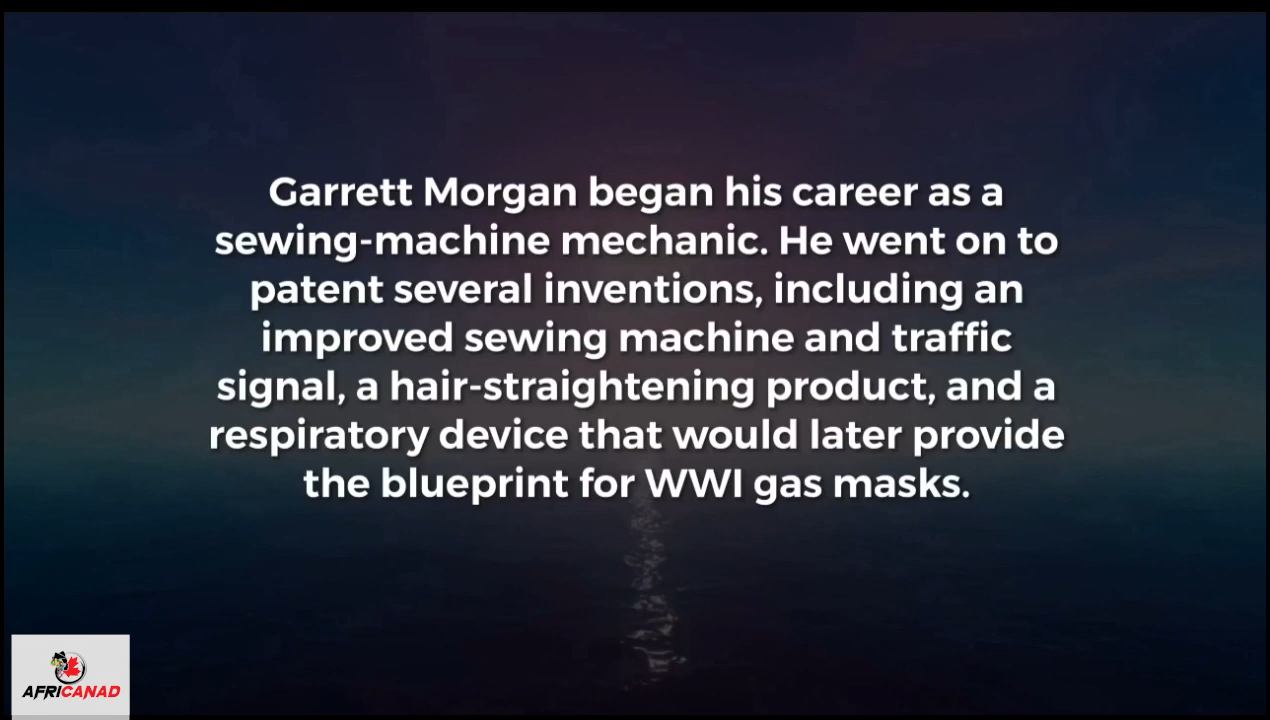 Garrett Morgan began his career as a
sewing-machine mechanic. He went on to
patent several inventions, including an
improved sewing machine and traffic
signal, a hair-straightening product, and a
respiratory device that would later provide
the blueprint for WWI gas masks.
AFRICANAD